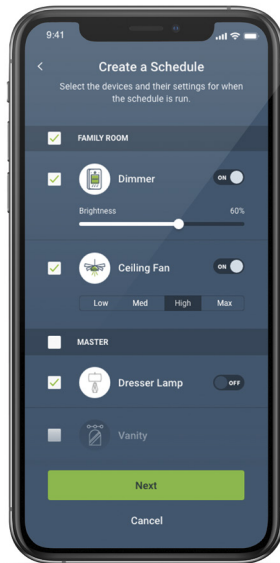 9:41
Create a Schedule
Select the devices and their settings for when
the schedule is run.
FAMILY ROOM
Dimmer
ON
Brightness 60%
Ceiling Fan
ON
Low Med High Max
MASTER
Dresser Lamp
OFF
Vanity
Next
Cancel